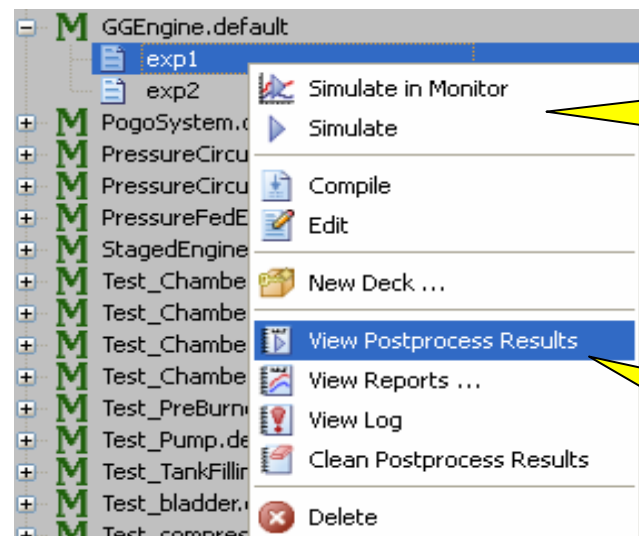 GGEngine.default
exp1
exp2
PogoSystem.
PressureCircu
PressureCircu
PressureFedE
StagedEngine
Test_Chambe
Test_Chambe
Test_Chambe
Test_Chambe
Test_PreBurn
Test_Pump.de
Test_TankFillin
Test_bladder.
Test_compres
Simulate in Monitor
Simulate
Compile
Edit
New Deck ...
View Postprocess Results
View Reports ...
View Log
Clean Postprocess Results
Delete